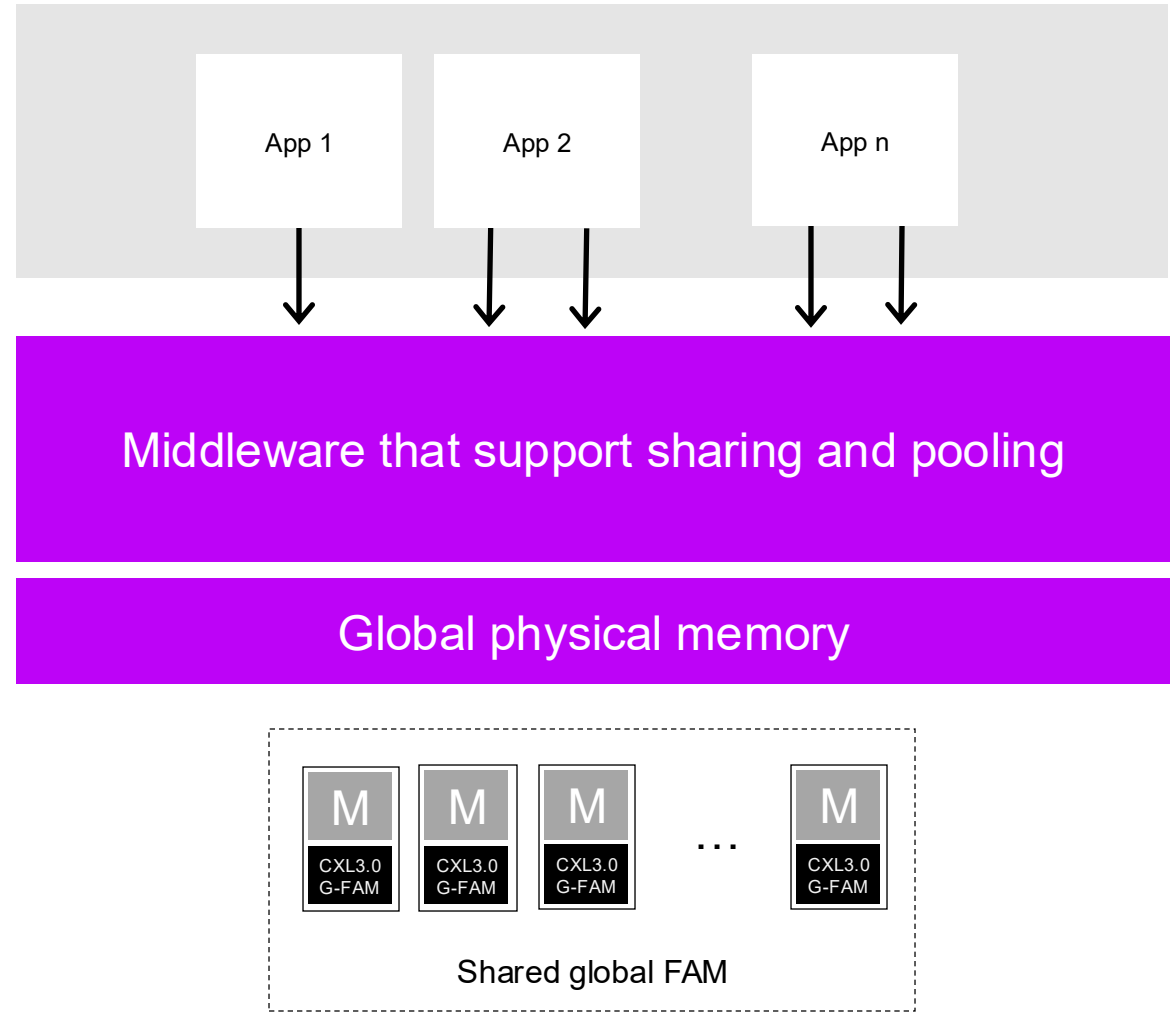 App 1
App 2
App n
Middleware that support sharing and pooling
Global physical memory
M
M
M
M
...
CXL3.0
G-FAM
CXL3.0
G-FAM
CXL3.0
G-FAM
CXL3.0
G-FAM
Shared global FAM